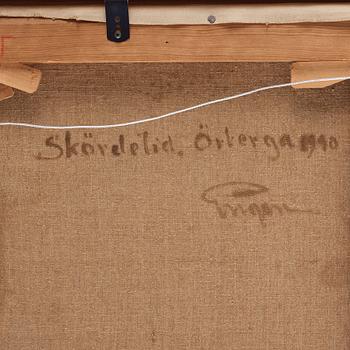 Skördetid. Örterga 1940